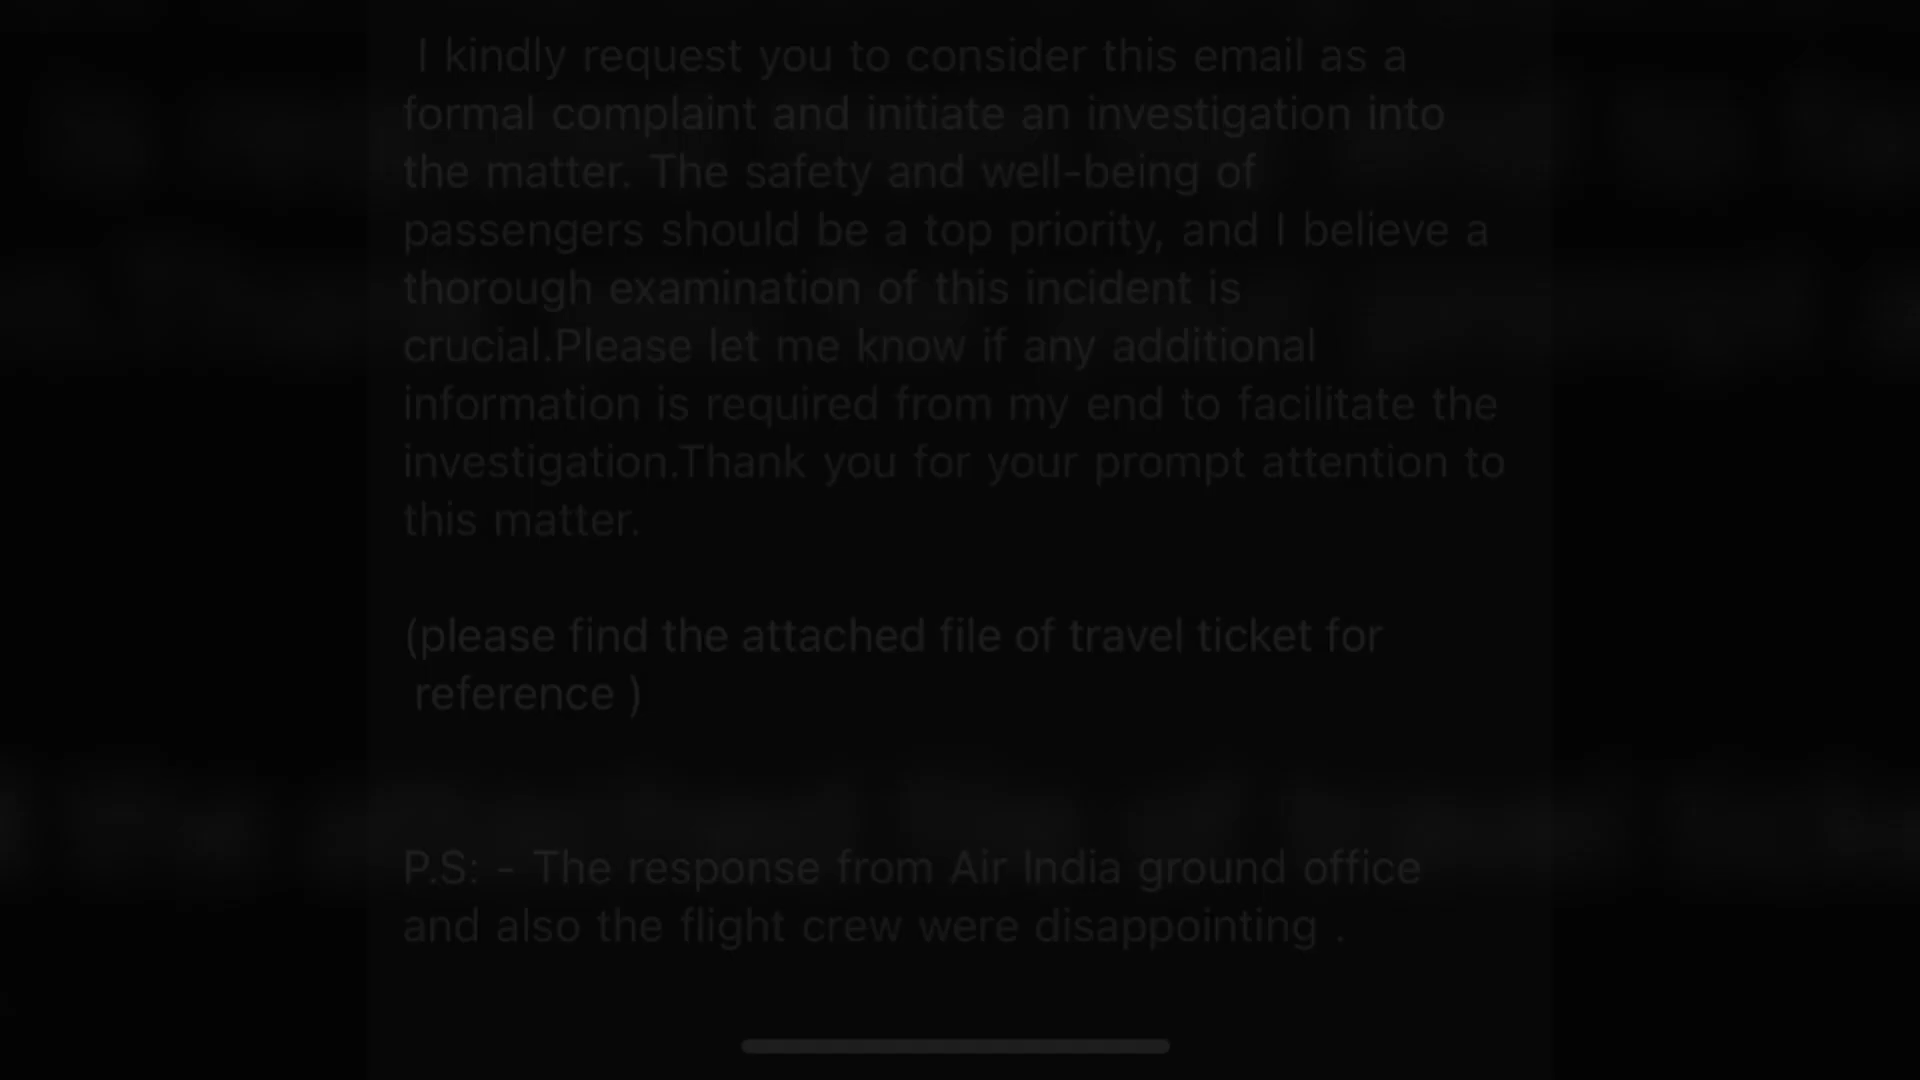 I kindly request you to consider this email as a
formal complaint and initiate an investigation into
the matter. The safety and well-being of
passengers should be a top priority, and I believe a
thorough examination of this incident is
crucial.Please let me know if any additional
information is required from my end to facilitate the
investigation.Thank you for your prompt attention to
this matter.
(please find the attached file of travel ticket for
reference )
P.S: - The response from Air India ground office
and also the flight crew were disappointing .